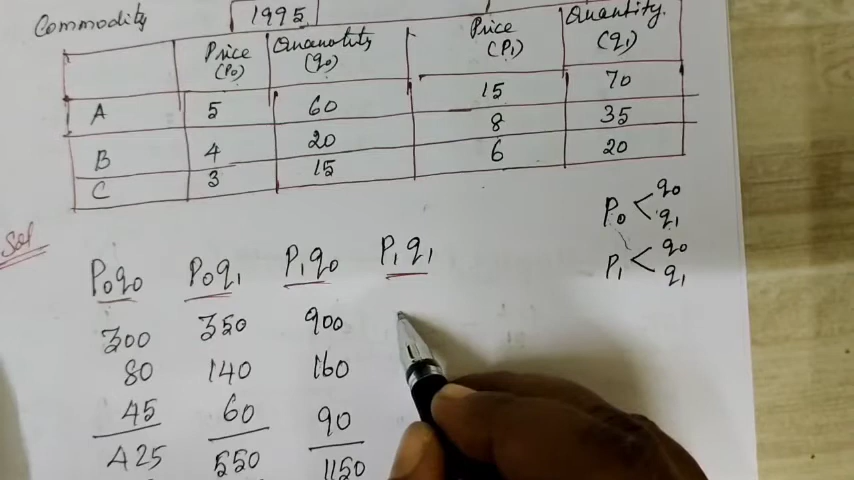 Commodity 1995
Price (P0) Quanatity (q0) Price (P1) Quantity. (q1)
A 5 60 15 70
B 4 20 8 35
C 3 15 6 20
P0 < q0 q1
P1 < q0 q1
Sol
P0q0 P0q1 P1q0 P1q1
300 350 900
80 140 160
45 60 90
425 550 1150